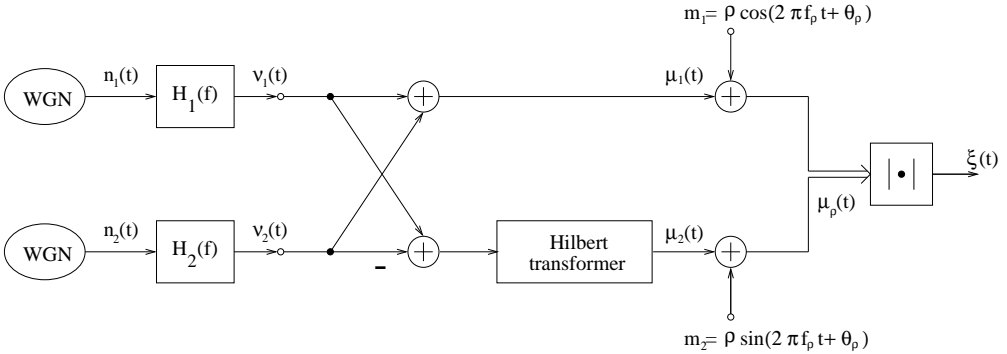 m₁= ρ cos(2 πf_ρ t+ θ_ρ)
WGN
n₁(t)
H₁(f)
ν₁(t)
+
μ₁(t)
+
|•|
ξ(t)
μ_ρ(t)
WGN
n₂(t)
H₂(f)
ν₂(t)
-
+
Hilbert
transformer
μ₂(t)
+
m₂= ρ sin(2 πf_ρ t+ θ_ρ)